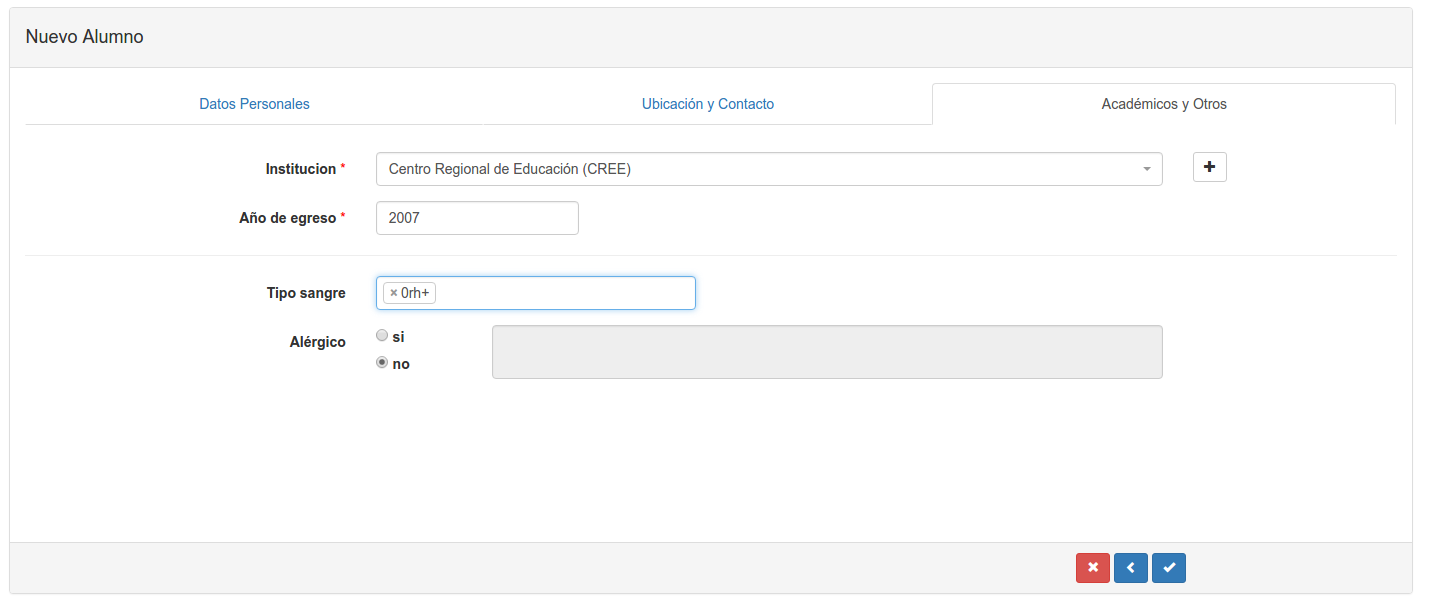 Nuevo Alumno
Datos Personales
Ubicación y Contacto
Académicos y Otros
Institucion *
Centro Regional de Educación (CREE)
Año de egreso *
2007
Tipo sangre
× 0rh+
Alérgico
si
no